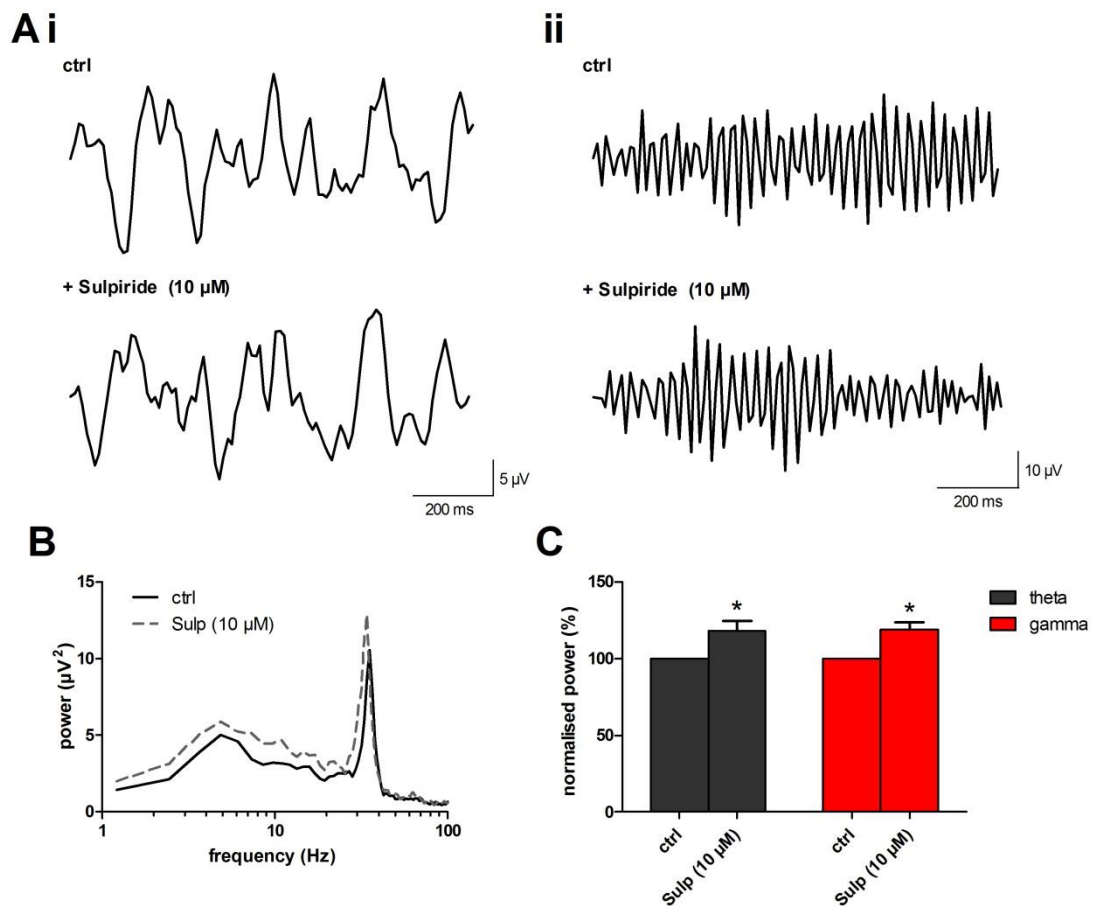 A i
ctrl
+ Sulpiride (10 µM)
5 µV
200 ms
ii
ctrl
+ Sulpiride (10 µM)
10 µV
200 ms
B
15
10
5
0
power (µV²)
ctrl
Sulp (10 µM)
1
10
100
frequency (Hz)
C
150
100
50
0
normalised power (%)
*
*
theta
gamma
ctrl
Sulp (10 µM)
ctrl
Sulp (10 µM)